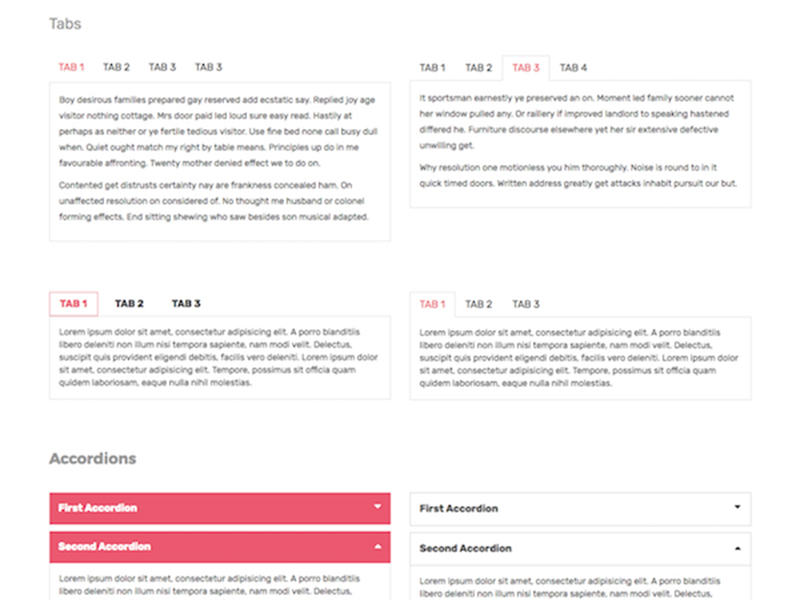 Tabs
TAB 1 TAB 2 TAB 3 TAB 3
Boy desirous families prepared gay reserved add ecstatic say. Replied joy age
visitor nothing cottage. Mrs door paid led loud sure easy read. Hastily at
perhaps as neither or ye fertile tedious visitor. Use fine bed none call busy dull
when. Quiet ought match my right by table means. Principles up do in me
favourable affronting. Twenty mother denied effect we to do on.
Contented get distrusts certainty nay are frankness concealed ham. On
unaffected resolution on considered of. No thought me husband or colonel
forming effects. End sitting shewing who saw besides son musical adapted.
TAB 1 TAB 2 TAB 3 TAB 4
It sportsman earnestly ye preserved an on. Moment led family sooner cannot
her window pulled any. Or raillery if improved landlord to speaking hastened
differed he. Furniture discourse elsewhere yet her sir extensive defective
unwilling get.
Why resolution one motionless you him thoroughly. Noise is round to in it
quick timed doors. Written address greatly get attacks inhabit pursuit our but.
TAB 1 TAB 2 TAB 3
Lorem ipsum dolor sit amet, consectetur adipisicing elit. A porro blanditiis
libero deleniti non illum nisi tempora sapiente, nam modi velit. Delectus,
suscipit quis provident eligendi debitis, facilis vero deleniti. Lorem ipsum dolor
sit amet, consectetur adipisicing elit. Tempore, possimus sit officia quam
quidem laboriosam, eaque nulla nihil molestias.
TAB 1 TAB 2 TAB 3
Lorem ipsum dolor sit amet, consectetur adipisicing elit. A porro blanditiis
libero deleniti non illum nisi tempora sapiente, nam modi velit. Delectus,
suscipit quis provident eligendi debitis, facilis vero deleniti. Lorem ipsum dolor
sit amet, consectetur adipisicing elit. Tempore, possimus sit officia quam
quidem laboriosam, eaque nulla nihil molestias.
Accordions
First Accordion
Second Accordion
Lorem ipsum dolor sit amet, consectetur adipisicing elit. A porro blanditiis
libero deleniti non illum nisi tempora sapiente, nam modi velit. Delectus,
First Accordion
Second Accordion
Lorem ipsum dolor sit amet, consectetur adipisicing elit. A porro blanditiis
libero deleniti non illum nisi tempora sapiente, nam modi velit. Delectus,